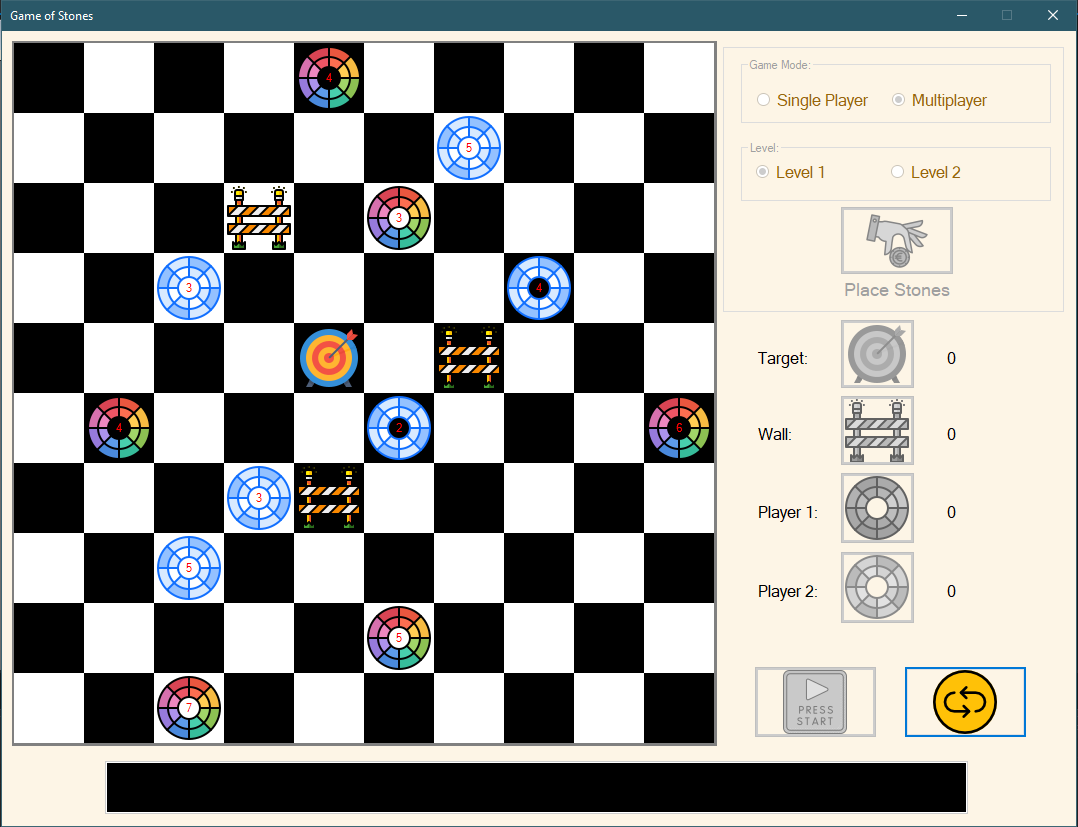 Game of Stones
4
Game Mode:
Single Player Multiplayer
5
Level:
Level 1 Level 2
3
3 4
Place Stones
Target: 0
4 2 6
Wall: 0
3
Player 1: 0
5
Player 2: 0
5
7
PRESS
START